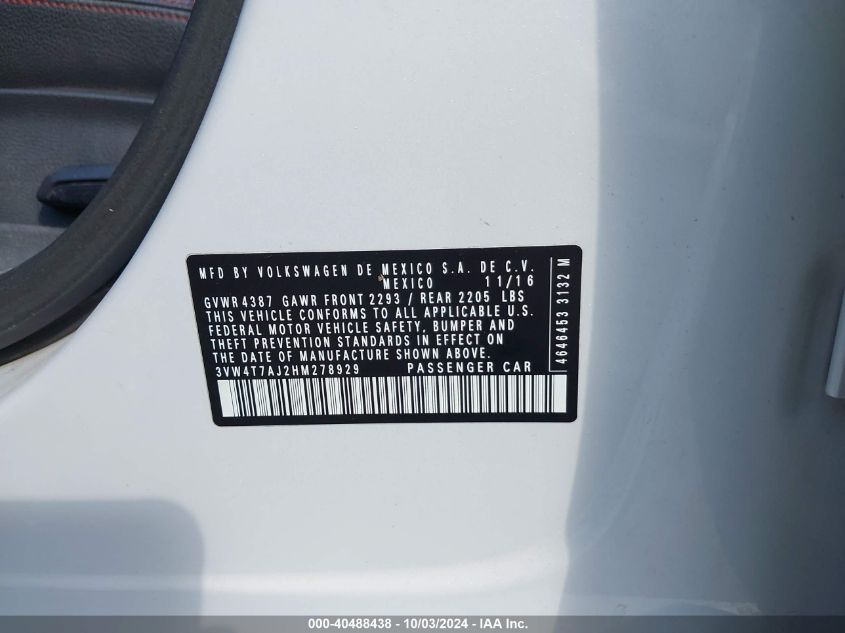 MFD BY VOLKSWAGEN DE MEXICO S.A. DE C.V.
MEXICO 11/16
GVWR 4387 GAWR FRONT 2293 / REAR 2205 LBS
THIS VEHICLE CONFORMS TO ALL APPLICABLE U.S.
FEDERAL MOTOR VEHICLE SAFETY, BUMPER AND
THEFT PREVENTION STANDARDS IN EFFECT ON
THE DATE OF MANUFACTURE SHOWN ABOVE.
3VW4T7AJ2HM278929 PASSENGER CAR
4646453 3132 M
000-40488438 - 10/03/2024 - IAA Inc.